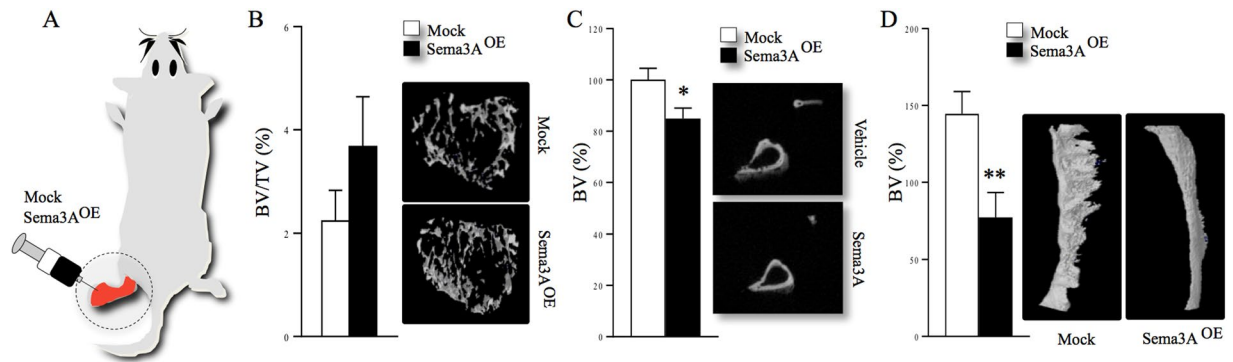 A
Mock
Sema3A OE
B
Mock
Sema3A OE
BV/TV (%)
6
4
2
0
Mock
Sema3A OE
C
Mock
Sema3A OE
BV (%)
120
100
80
60
40
20
0
*
Vehicle
Sema3A
D
Mock
Sema3A OE
BV (%)
200
150
100
50
0
**
Mock
Sema3A OE